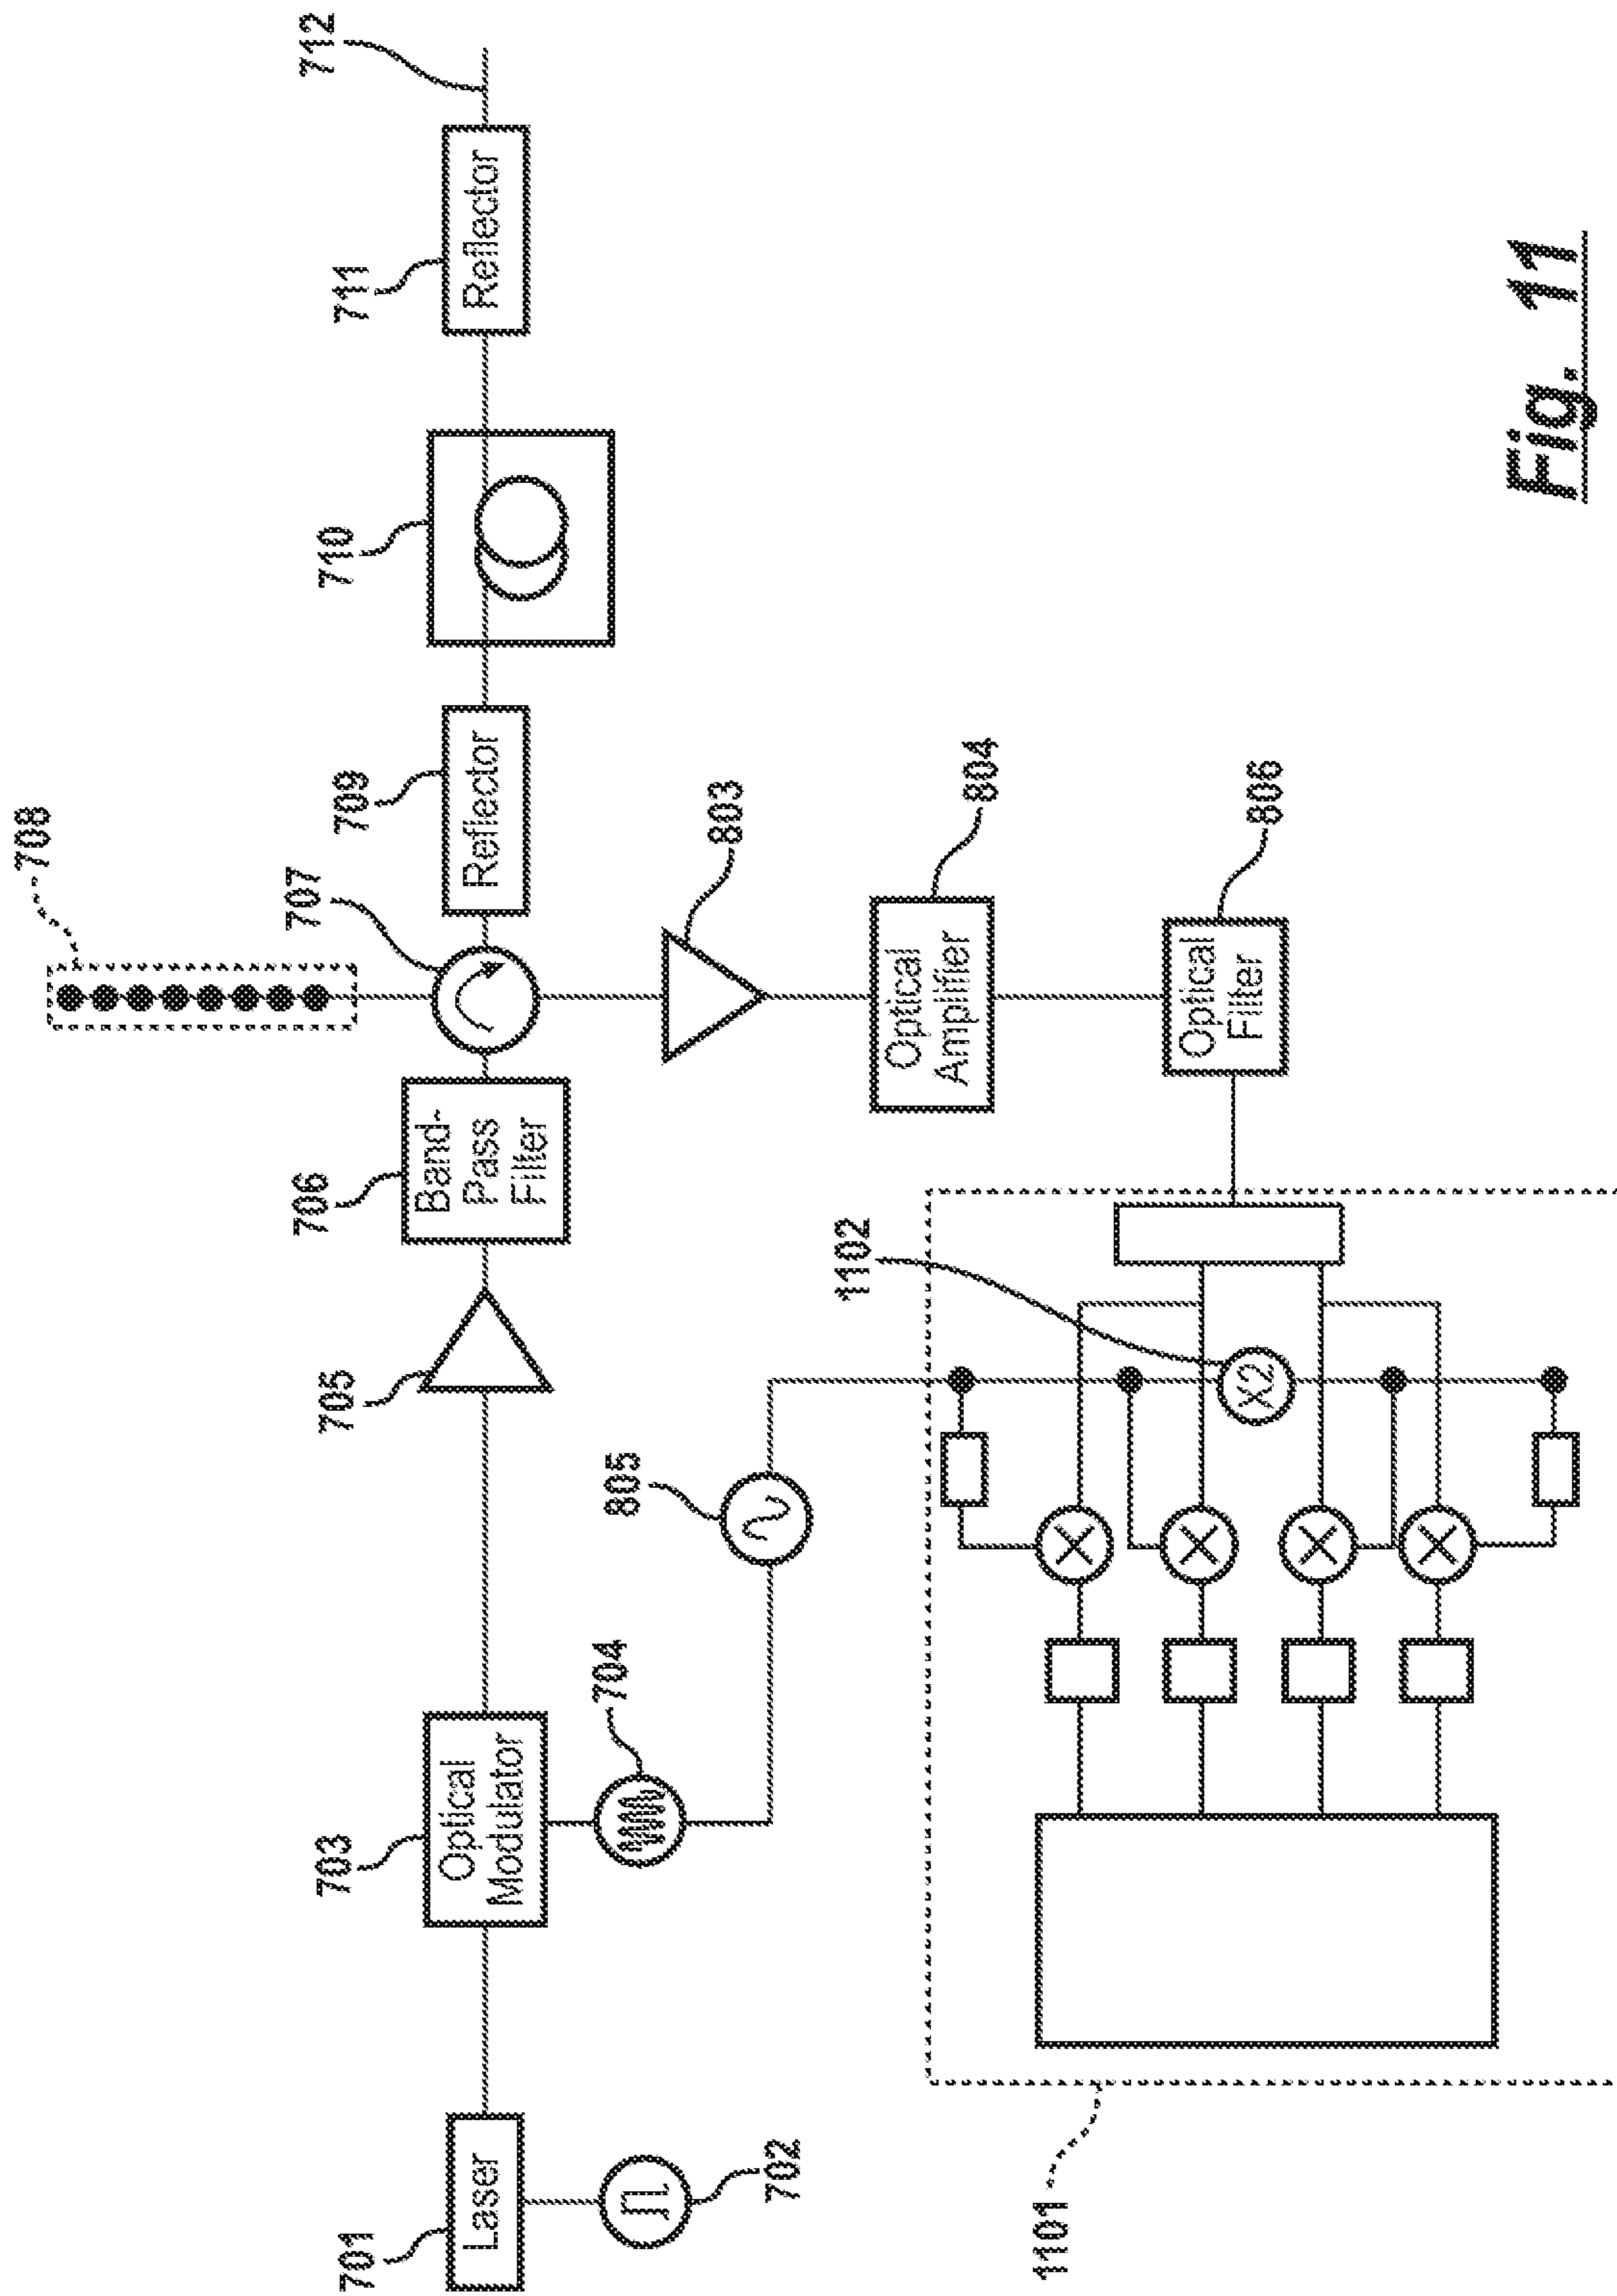 708
712
707
709
710
711
Reflector
Reflector
701
703
705
706
Laser
Optical
Modulator
Band-
Pass
Filter
702
704
805
803
Optical
Amplifier
804
1102
Optical
Filter
806
X2
1101
Fig. 11